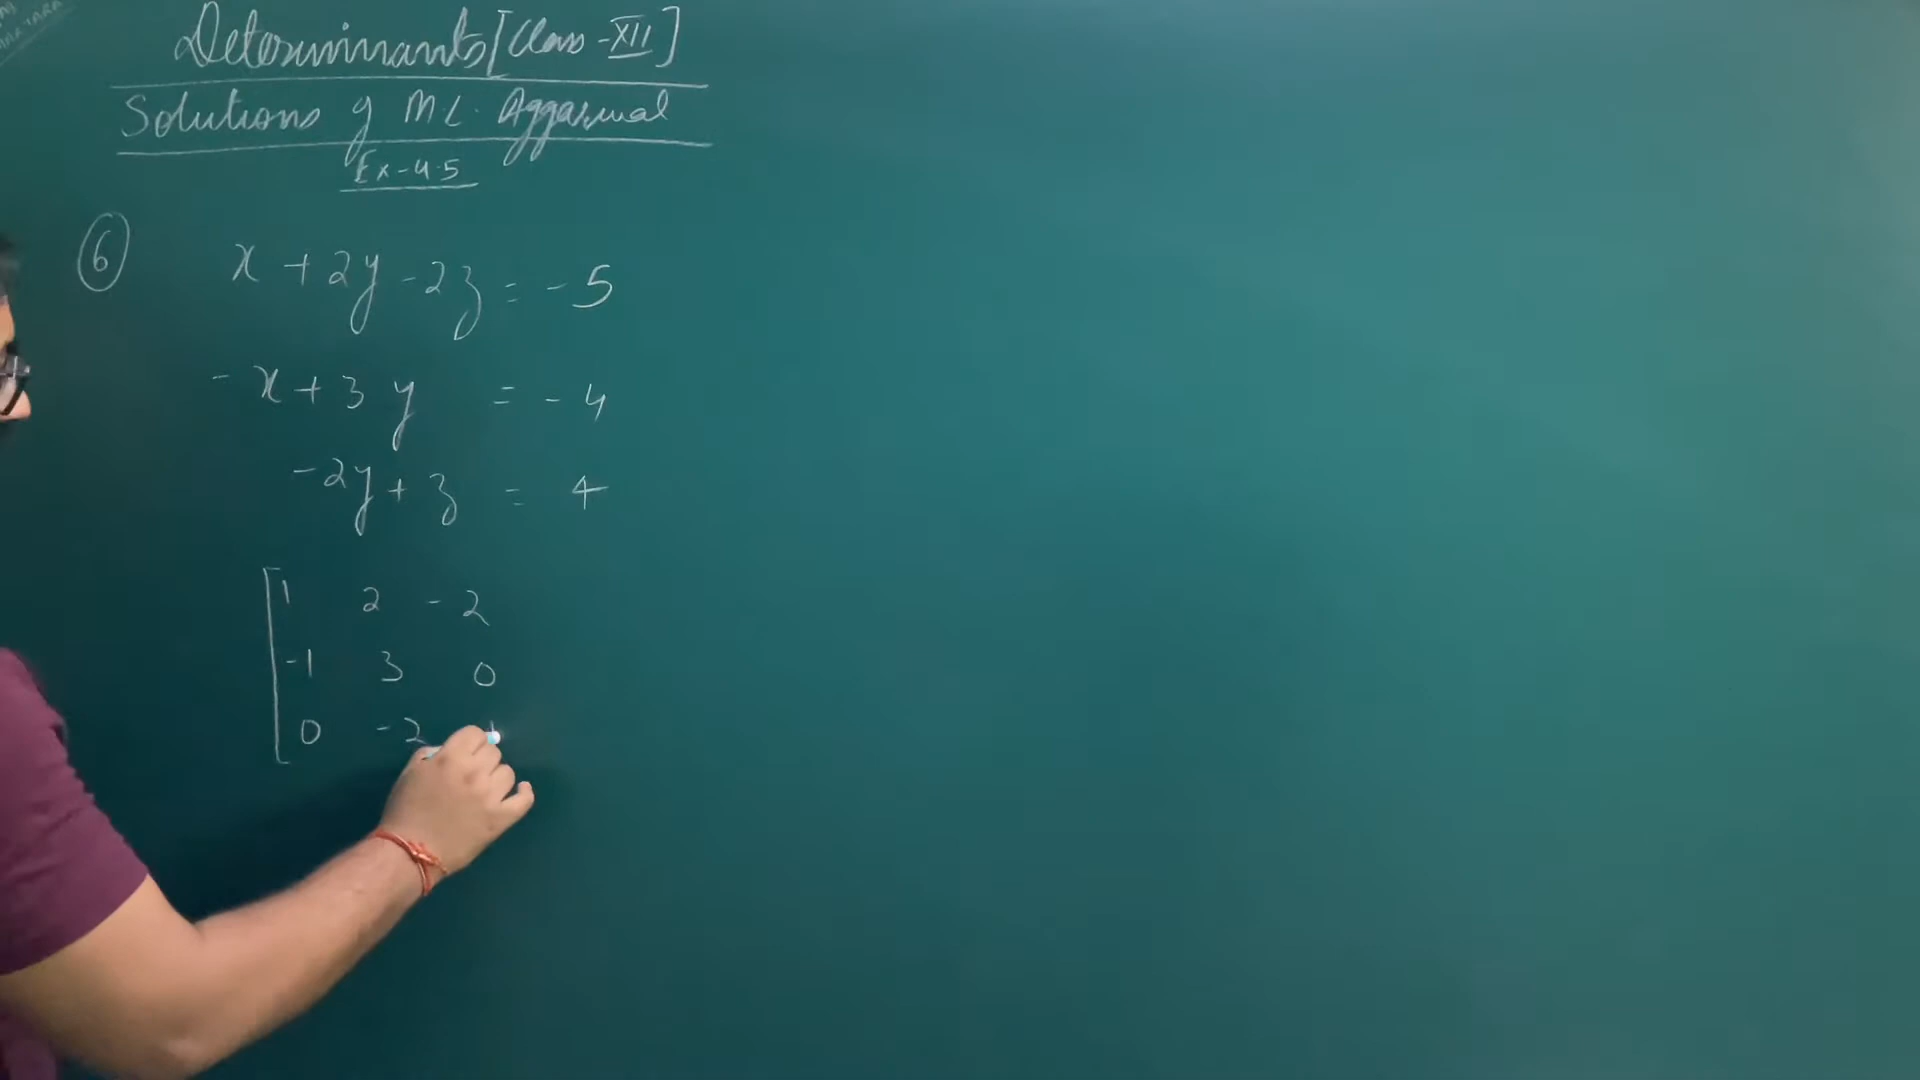 Determinants [Class-XII]
Solutions of M.L. Aggarwal
Ex-4.5
6
x + 2y - 2z = -5
-x + 3y = -4
-2y + z = 4
1 2 -2
-1 3 0
0 -2 1